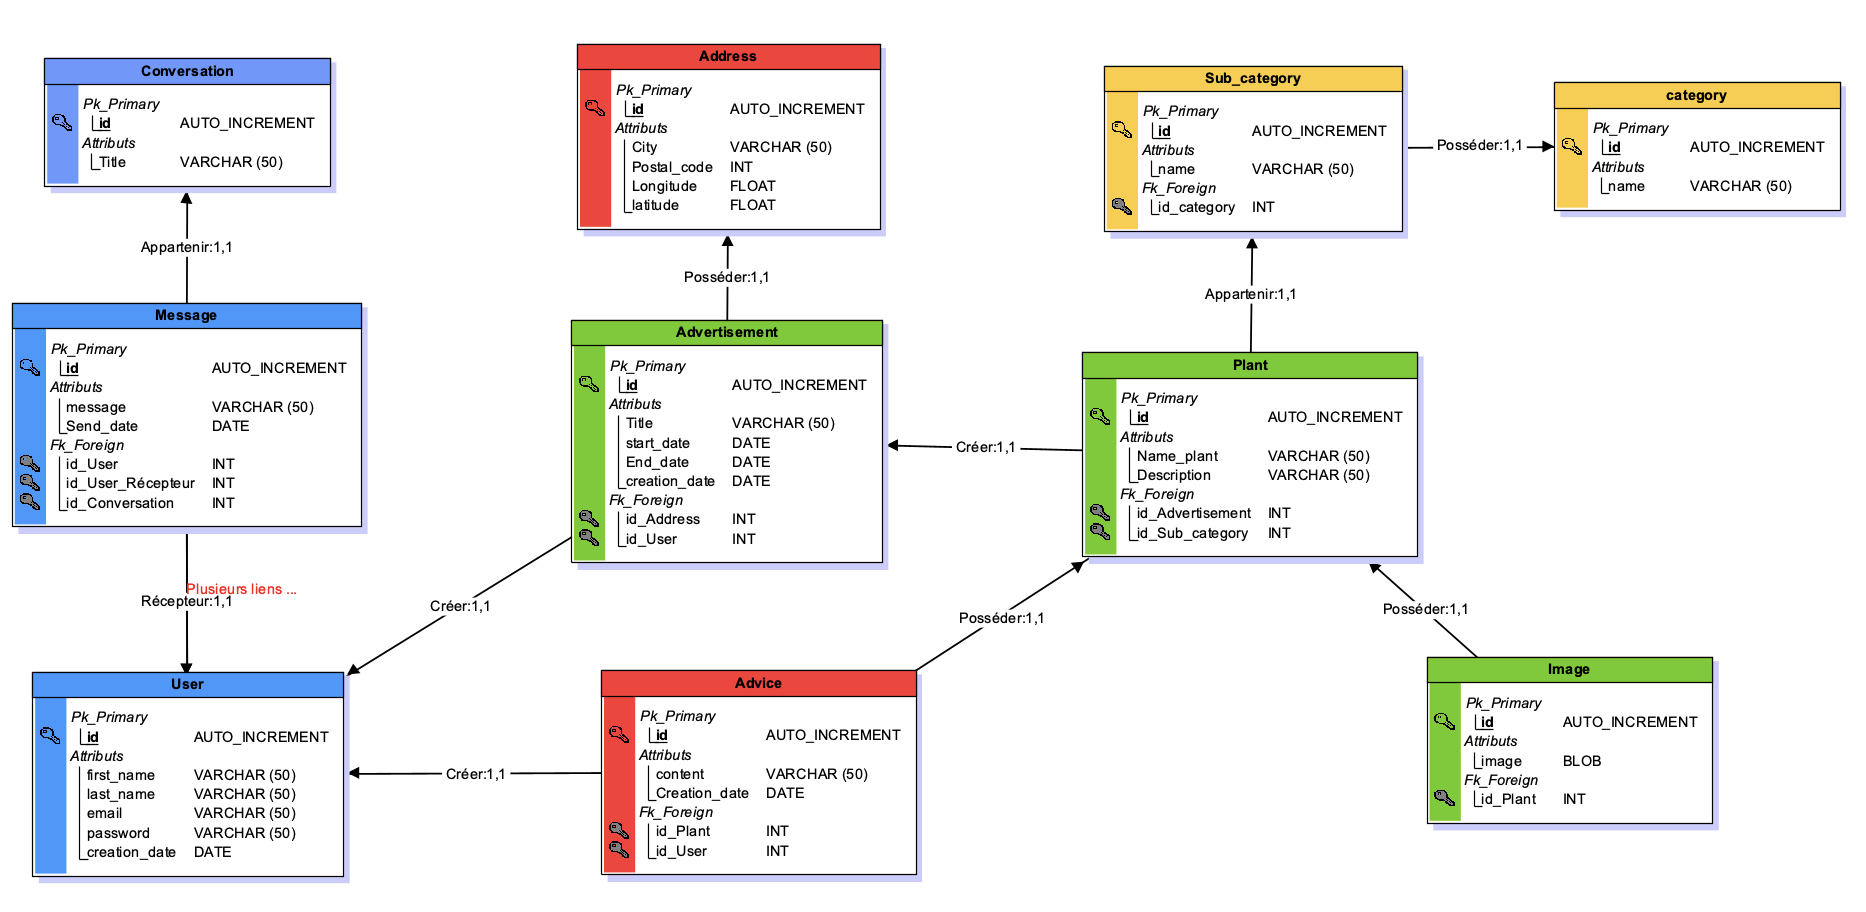 Conversation
Pk_Primary
id AUTO_INCREMENT
Attributs
Title VARCHAR (50)
Appartenir:1,1
Message
Pk_Primary
id AUTO_INCREMENT
Attributs
message VARCHAR (50)
Send_date DATE
Fk_Foreign
id_User INT
id_User_Récepteur INT
id_Conversation INT
Plusieurs liens ...
Récepteur:1,1
User
Pk_Primary
id AUTO_INCREMENT
Attributs
first_name VARCHAR (50)
last_name VARCHAR (50)
email VARCHAR (50)
password VARCHAR (50)
creation_date DATE
Address
Pk_Primary
id AUTO_INCREMENT
Attributs
City VARCHAR (50)
Postal_code INT
Longitude FLOAT
latitude FLOAT
Posséder:1,1
Advertisement
Pk_Primary
id AUTO_INCREMENT
Attributs
Title VARCHAR (50)
start_date DATE
End_date DATE
creation_date DATE
Fk_Foreign
id_Address INT
id_User INT
Créer:1,1
Créer:1,1
Advice
Pk_Primary
id AUTO_INCREMENT
Attributs
content VARCHAR (50)
Creation_date DATE
Fk_Foreign
id_Plant INT
id_User INT
Créer:1,1
Posséder:1,1
Sub_category
Pk_Primary
id AUTO_INCREMENT
Attributs
name VARCHAR (50)
Fk_Foreign
id_category INT
Posséder:1,1
category
Pk_Primary
id AUTO_INCREMENT
Attributs
name VARCHAR (50)
Appartenir:1,1
Plant
Pk_Primary
id AUTO_INCREMENT
Attributs
Name_plant VARCHAR (50)
Description VARCHAR (50)
Fk_Foreign
id_Advertisement INT
id_Sub_category INT
Posséder:1,1
Image
Pk_Primary
id AUTO_INCREMENT
Attributs
image BLOB
Fk_Foreign
id_Plant INT